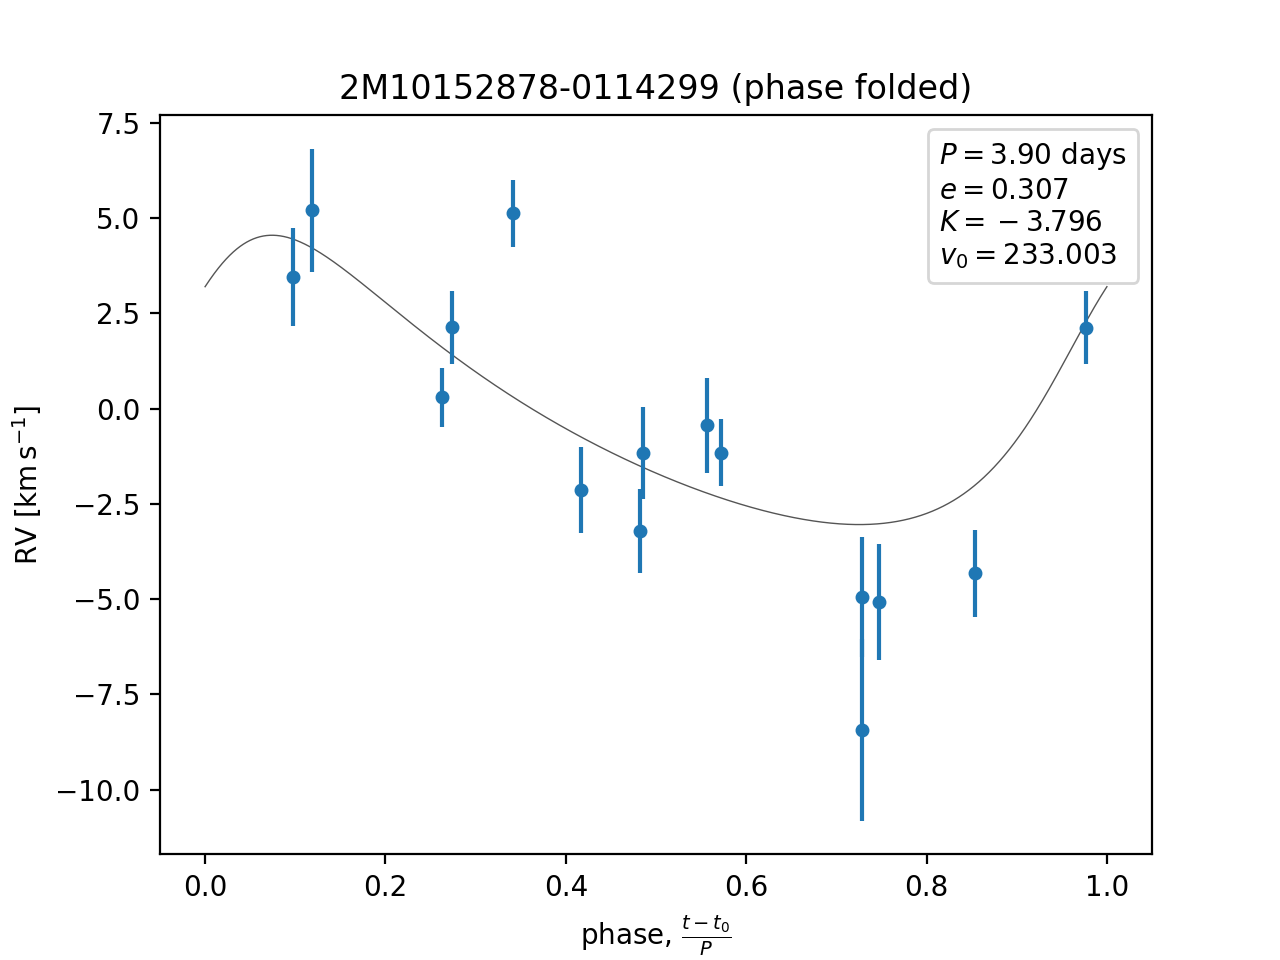 2M10152878-0114299 (phase folded)
7.5
5.0
2.5
0.0
−2.5
−5.0
−7.5
−10.0
RV [km s⁻¹]
P = 3.90 days
e = 0.307
K = −3.796
v₀ = 233.003
0.0 0.2 0.4 0.6 0.8 1.0
phase, (t − t₀)/P